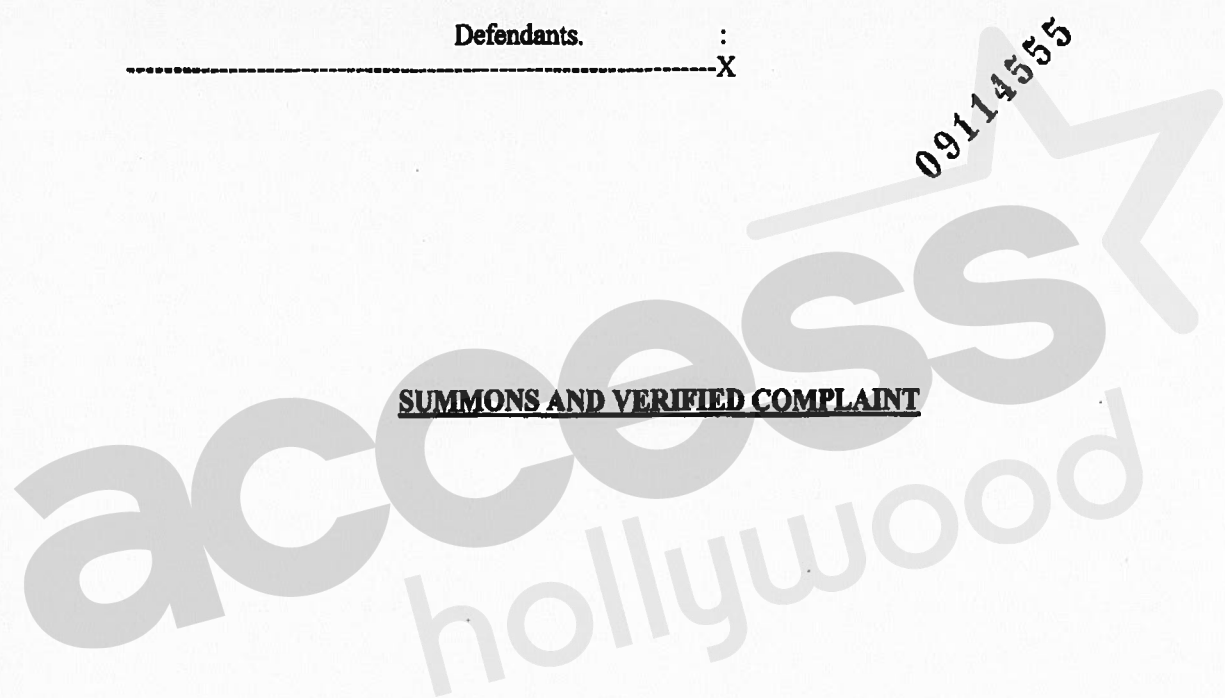 Defendants. :
-----------------------------------------------------------------------X
09114555
SUMMONS AND VERIFIED COMPLAINT
access
hollywood